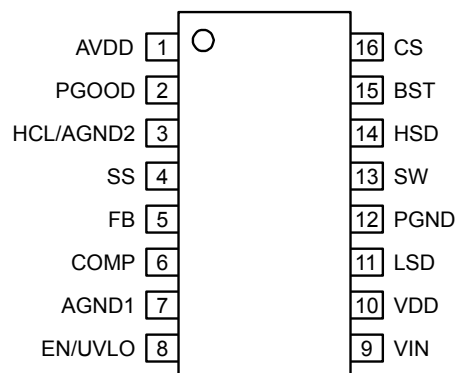 AVDD 1 16 CS
PGOOD 2 15 BST
HCL/AGND2 3 14 HSD
SS 4 13 SW
FB 5 12 PGND
COMP 6 11 LSD
AGND1 7 10 VDD
EN/UVLO 8 9 VIN